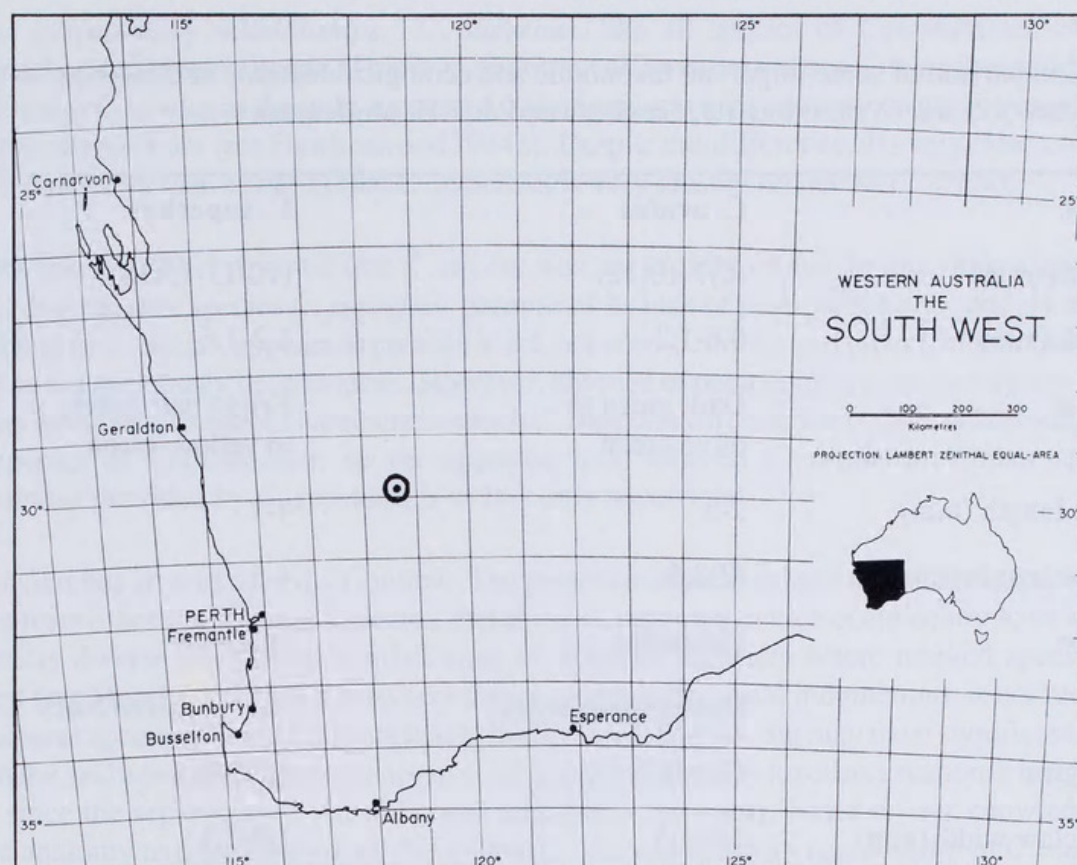 115° 120° 125° 130°
Carnarvon
25° 25°
WESTERN AUSTRALIA
THE
SOUTH WEST
Geraldton
0 100 200 300
Kilometres
PROJECTION: LAMBERT ZENITHAL EQUAL-AREA
30° 30°
PERTH
Fremantle
Bunbury
Esperance
Busselton
Albany
35° 35°
115° 120° 125° 130°